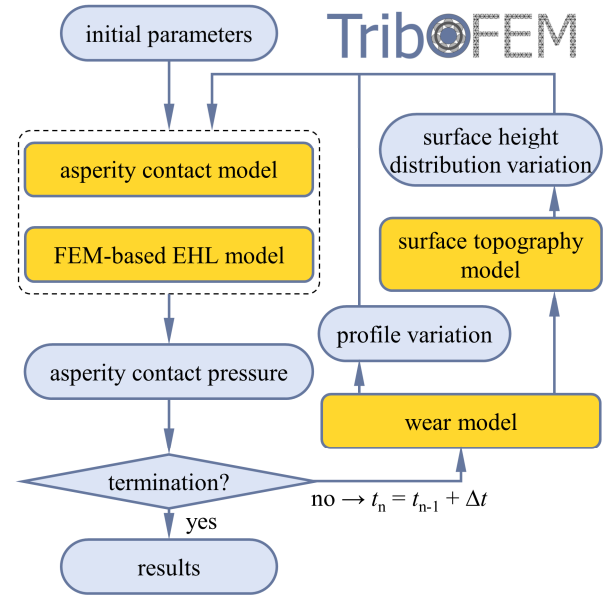 initial parameters
TriboFEM
asperity contact model
FEM-based EHL model
asperity contact pressure
termination?
yes
results
no → tₙ = tₙ₋₁ + Δt
wear model
profile variation
surface topography
model
surface height
distribution variation